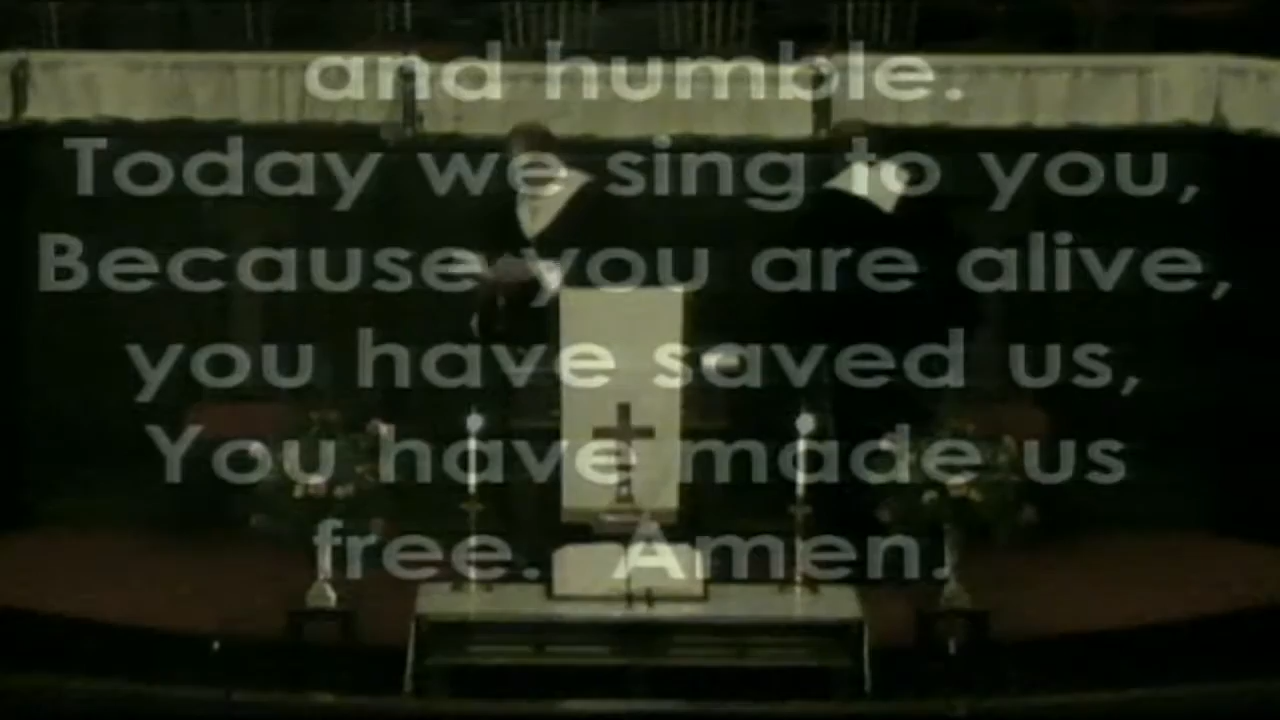 and humble.
Today we sing to you,
Because you are alive,
you have saved us,
You have made us
free. Amen.